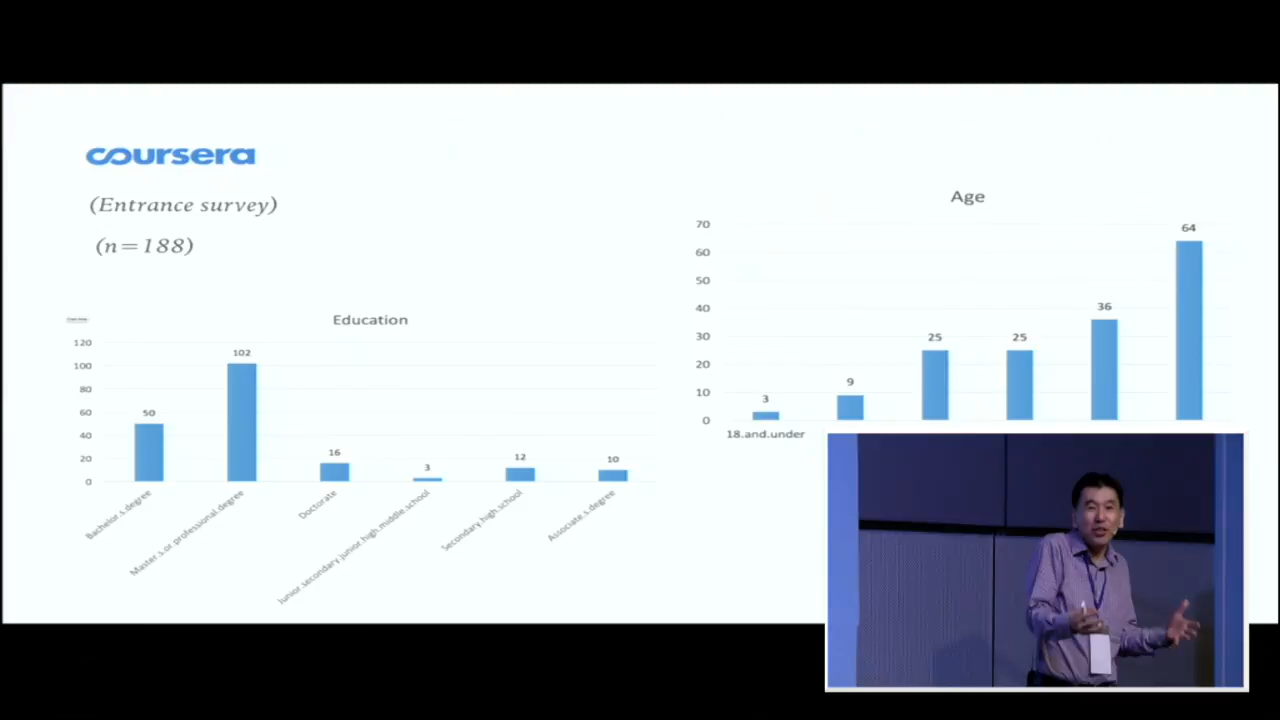 coursera
(Entrance survey)
(n=188)
Education
120
100
80
60
40
20
0
50
102
16
3
12
10
Bachelor.s.degree
Master.s.or professional.degree
Doctorate
Junior.secondary.junior.high.middle.school
Secondary.high.school
Associate.s.degree
Age
70
60
50
40
30
20
10
0
3
9
25
25
36
64
18.and.under